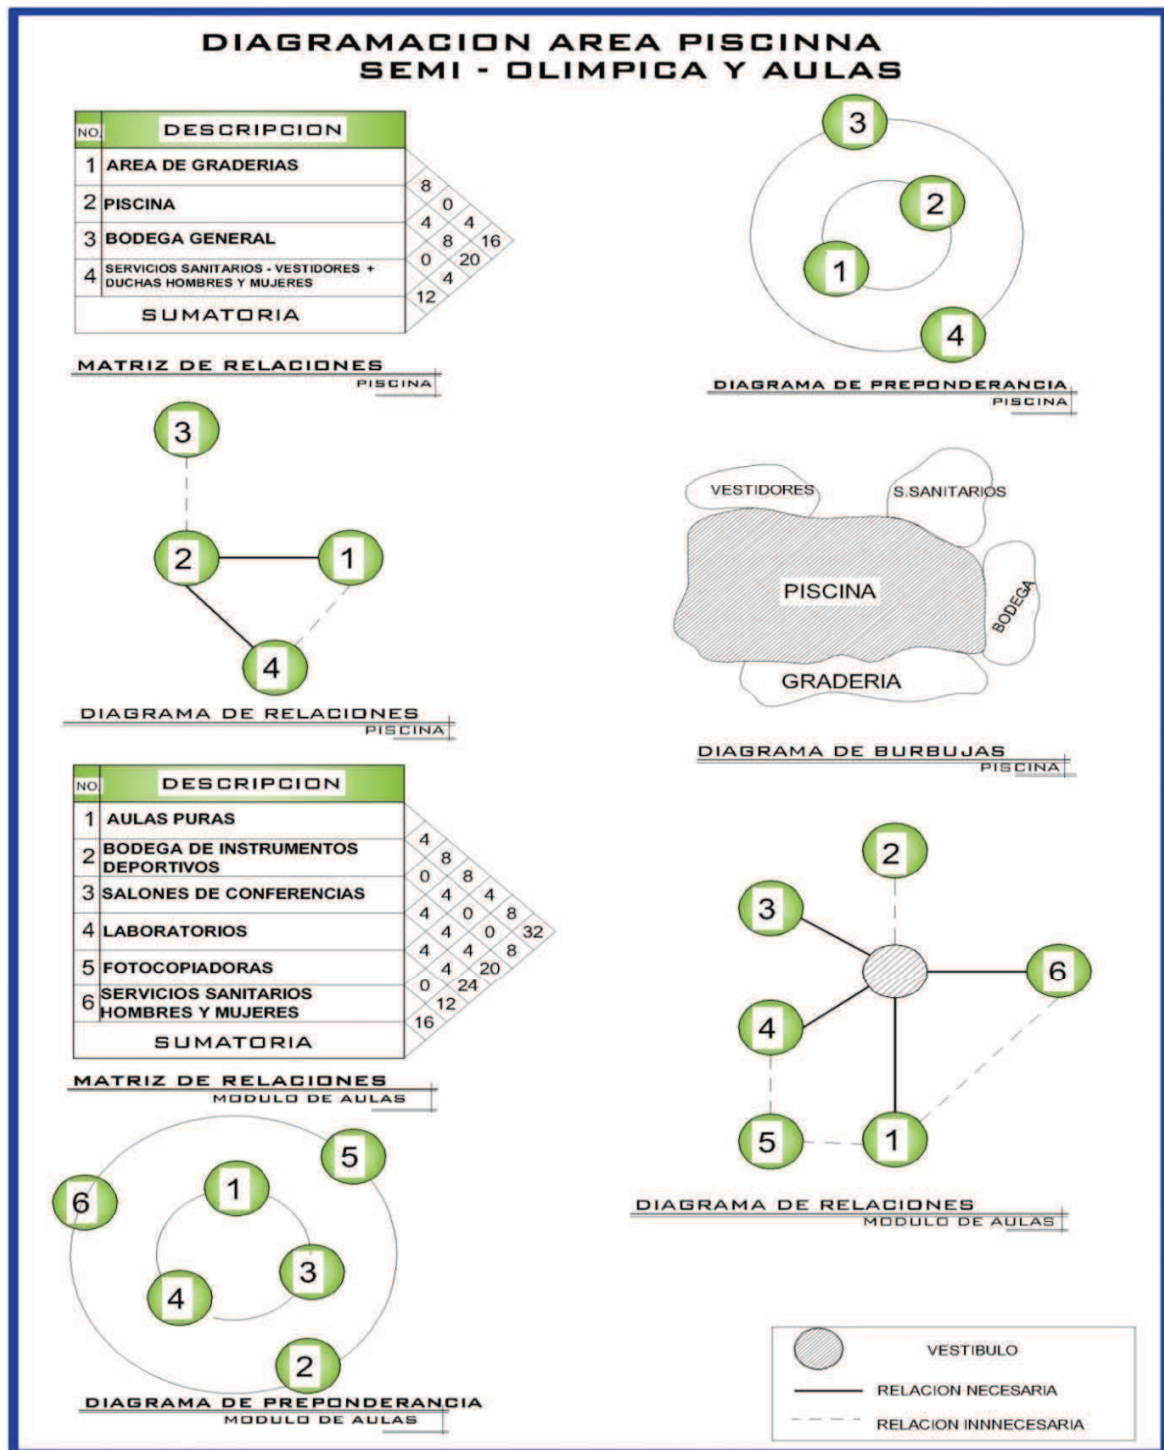 DIAGRAMACION AREA PISCINNA
SEMI - OLIMPICA Y AULAS
NO. DESCRIPCION
1 AREA DE GRADERIAS
2 PISCINA
3 BODEGA GENERAL
4 SERVICIOS SANITARIOS - VESTIDORES +
DUCHAS HOMBRES Y MUJERES
SUMATORIA
8
0
4 4
8 16
0 20
4
12
MATRIZ DE RELACIONES
PISCINA
3
2
1
4
DIAGRAMA DE PREPONDERANCIA
PISCINA
3
2 1
4
DIAGRAMA DE RELACIONES
PISCINA
VESTIDORES
S.SANITARIOS
PISCINA
BODEGA
GRADERIA
DIAGRAMA DE BURBUJAS
PISCINA
NO. DESCRIPCION
1 AULAS PURAS
2 BODEGA DE INSTRUMENTOS
DEPORTIVOS
3 SALONES DE CONFERENCIAS
4 LABORATORIOS
5 FOTOCOPIADORAS
6 SERVICIOS SANITARIOS
HOMBRES Y MUJERES
SUMATORIA
4
8
0 8
4 4
4 0 8
4 0 32
4 4 8
4 20
0 24
12
16
MATRIZ DE RELACIONES
MODULO DE AULAS
2
3
6
4
5 1
DIAGRAMA DE RELACIONES
MODULO DE AULAS
5
1
6
3
4
2
DIAGRAMA DE PREPONDERANCIA
MODULO DE AULAS
VESTIBULO
RELACION NECESARIA
RELACION INNNECESARIA